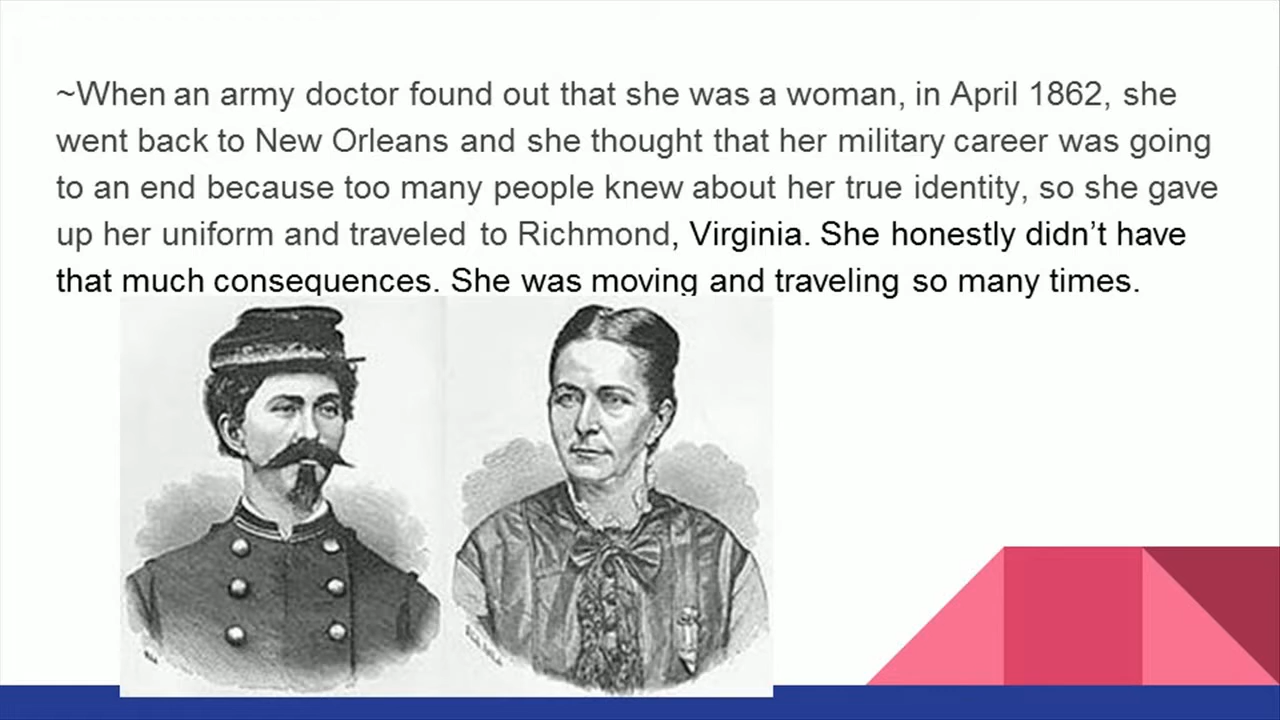 ~When an army doctor found out that she was a woman, in April 1862, she
went back to New Orleans and she thought that her military career was going
to an end because too many people knew about her true identity, so she gave
up her uniform and traveled to Richmond, Virginia. She honestly didn’t have
that much consequences. She was moving and traveling so many times.